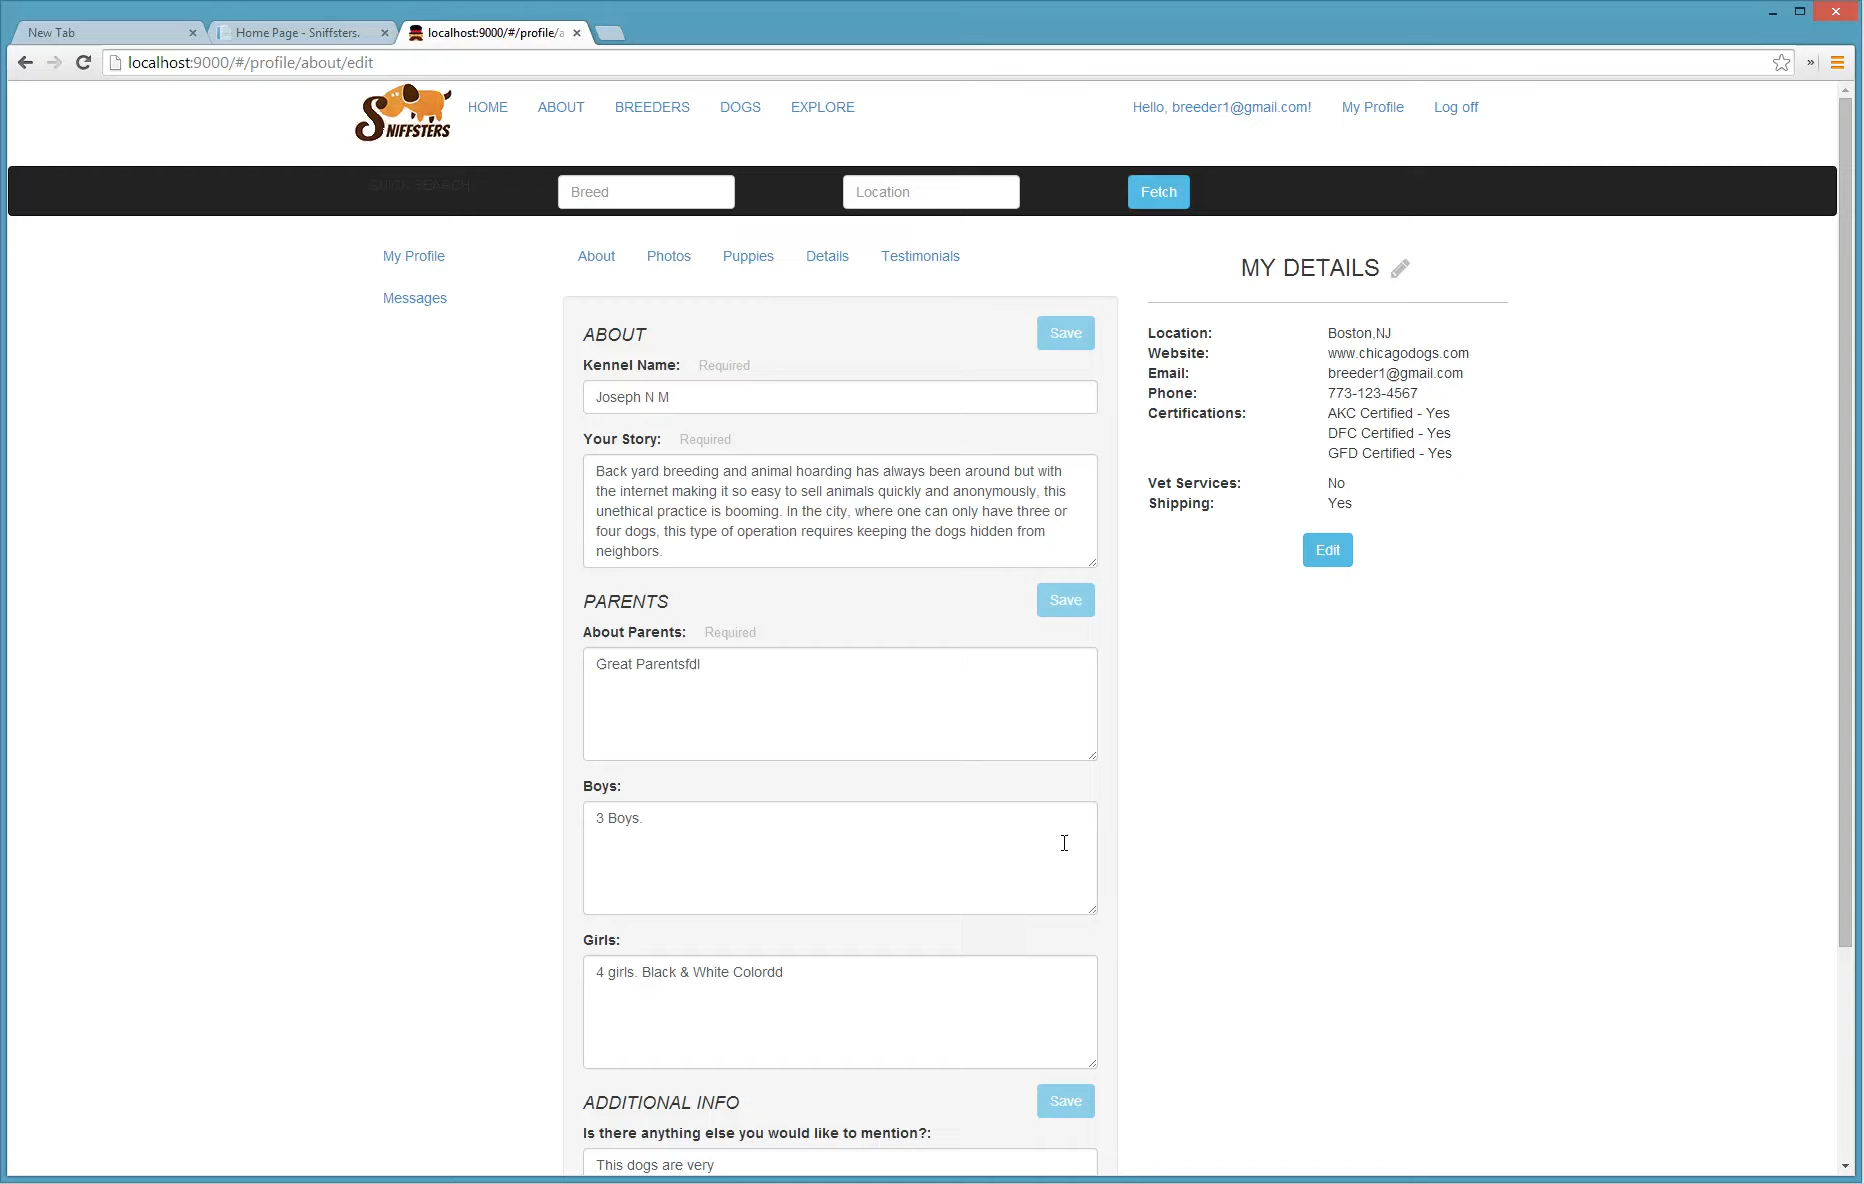 New Tab
Home Page - Sniffsters.
localhost:9000/#/profile/a
localhost:9000/#/profile/about/edit
SNIFFSTERS
HOME
ABOUT
BREEDERS
DOGS
EXPLORE
Hello, breeder1@gmail.com!
My Profile
Log off
QUICK SEARCH
Breed
Location
Fetch
My Profile
Messages
About
Photos
Puppies
Details
Testimonials
ABOUT
Save
Kennel Name: Required
Joseph N M
Your Story: Required
Back yard breeding and animal hoarding has always been around but with
the internet making it so easy to sell animals quickly and anonymously, this
unethical practice is booming. In the city, where one can only have three or
four dogs, this type of operation requires keeping the dogs hidden from
neighbors.
PARENTS
Save
About Parents: Required
Great Parentsfdl
Boys:
3 Boys.
Girls:
4 girls. Black & White Colordd
ADDITIONAL INFO
Save
Is there anything else you would like to mention?:
This dogs are very
MY DETAILS
Location: Boston,NJ
Website: www.chicagodogs.com
Email: breeder1@gmail.com
Phone: 773-123-4567
Certifications: AKC Certified - Yes
DFC Certified - Yes
GFD Certified - Yes
Vet Services: No
Shipping: Yes
Edit